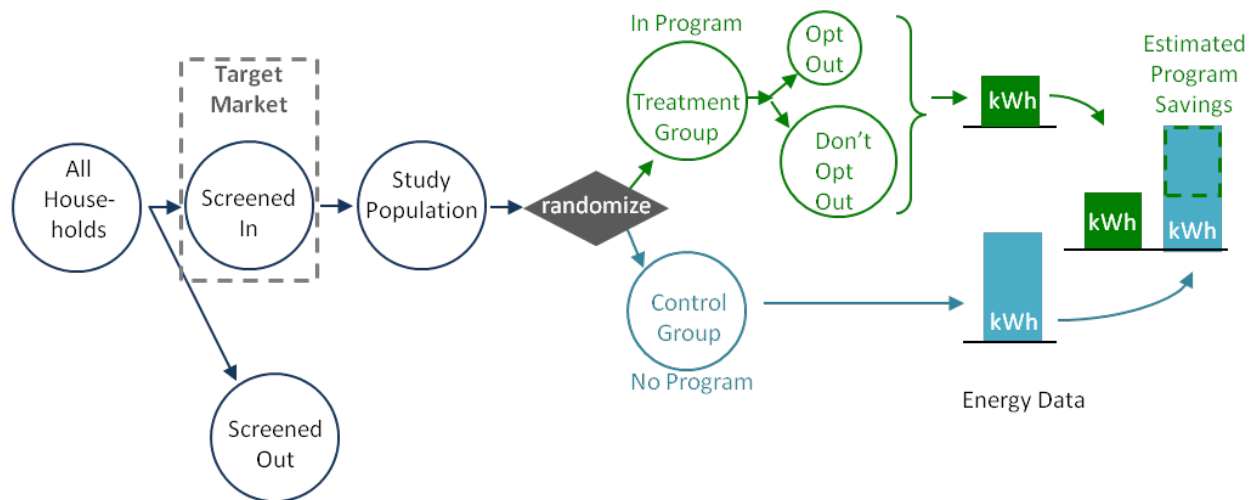 All
House-
holds
Target
Market
Screened
In
Screened
Out
Study
Population
randomize
In Program
Treatment
Group
Opt
Out
Don't
Opt
Out
Control
Group
No Program
kWh
kWh
Energy Data
Estimated
Program
Savings
kWh
kWh